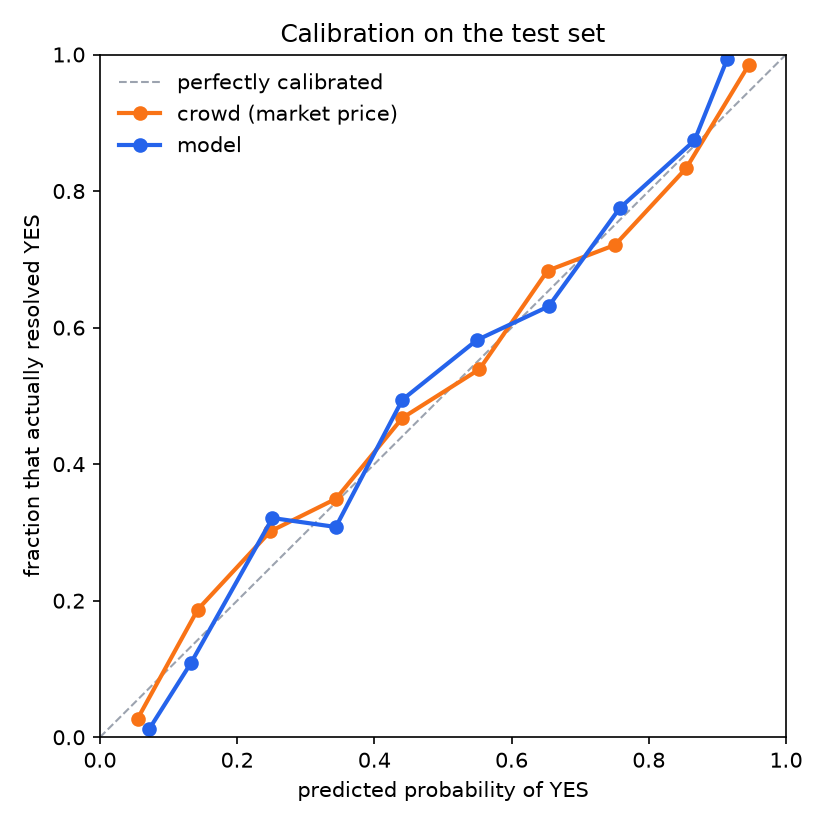 Calibration on the test set
1.0
0.8
0.6
0.4
0.2
0.0
fraction that actually resolved YES
perfectly calibrated
crowd (market price)
model
0.0 0.2 0.4 0.6 0.8 1.0
predicted probability of YES